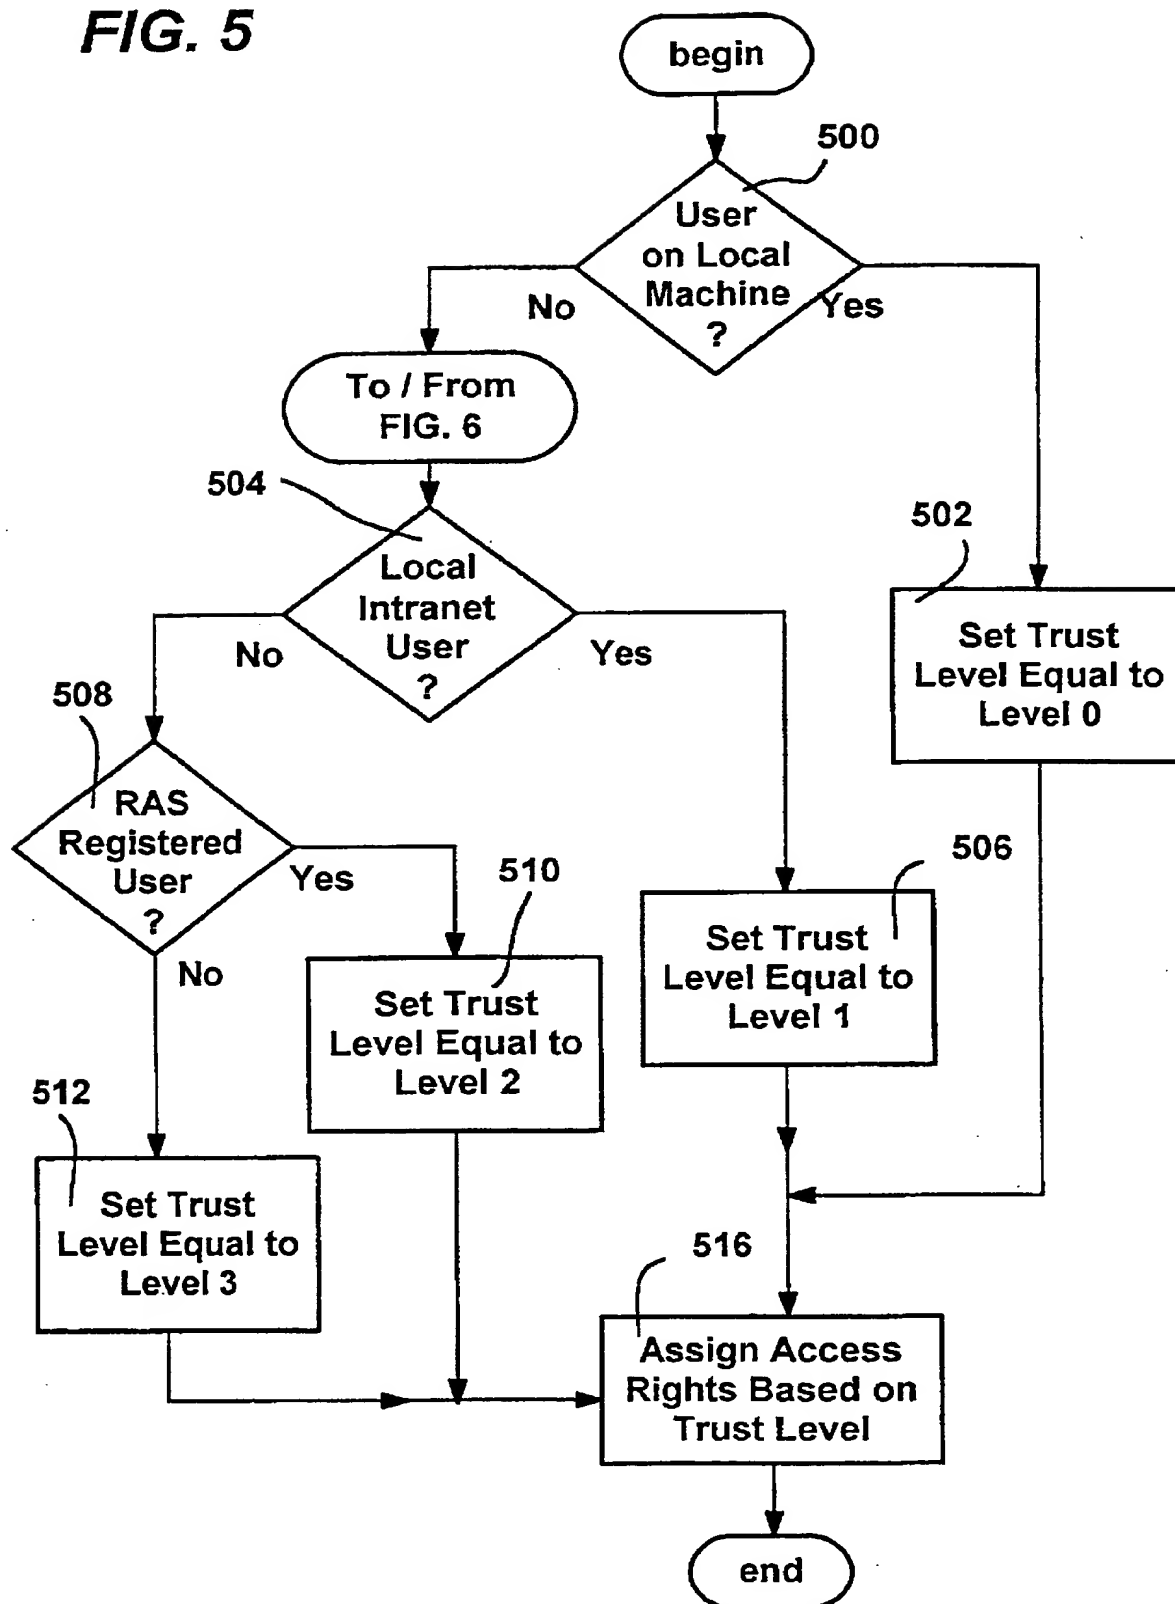 FIG. 5
begin
500
User
on Local
Machine
?
No
Yes
To / From
FIG. 6
504
Local
Intranet
User
?
No
Yes
502
Set Trust
Level Equal to
Level 0
508
RAS
Registered
User
?
Yes
No
510
Set Trust
Level Equal to
Level 2
506
Set Trust
Level Equal to
Level 1
512
Set Trust
Level Equal to
Level 3
516
Assign Access
Rights Based on
Trust Level
end